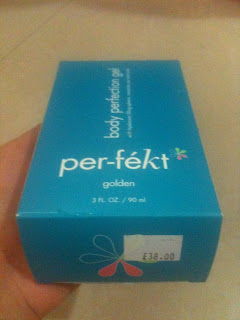 body perfection gel
per-fékt
golden
3 FL. OZ. / 90 ml
£38.00